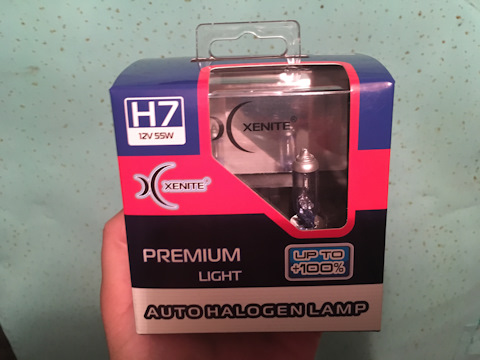 H7
12V 55W
XENITE®
XENITE®
PREMIUM
LIGHT
UP TO
+100%
AUTO HALOGEN LAMP